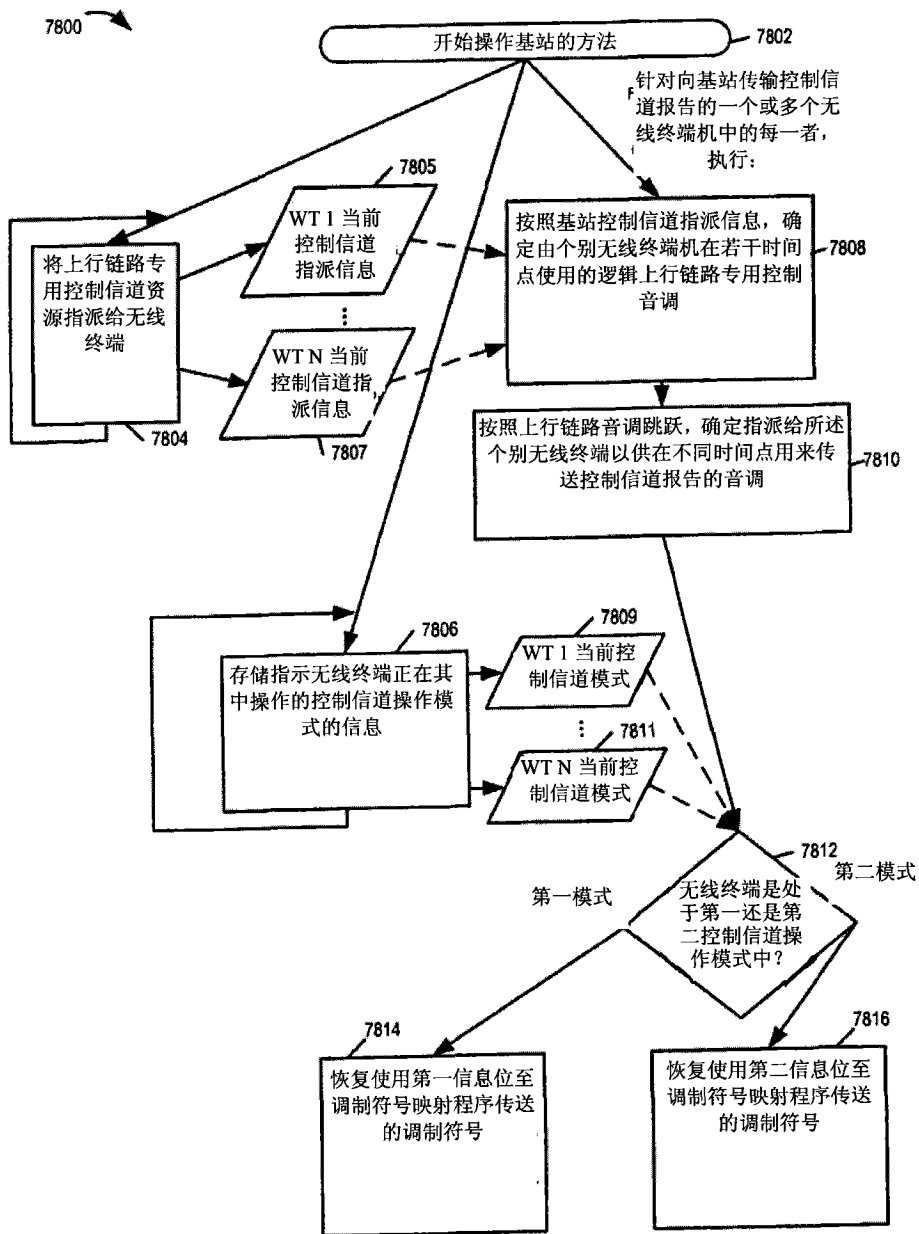 7800
开始操作基站的方法
7802
针对向基站传输控制信
道报告的一个或多个无
线终端机中的每一者,
执行:
7805
WT 1 当前
控制信道
指派信息
将上行链路专
用控制信道资
源指派给无线
终端
7804
WT N 当前
控制信道指
派信息
7807
按照基站控制信道指派信息，确
定由个别无线终端机在若干时间
点使用的逻辑上行链路专用控制
音调
7808
按照上行链路音调跳跃，确定指派给所述
个别无线终端以供在不同时间点用来传
送控制信道报告的音调
7810
7806
存储指示无线终端正在其
中操作的控制信道操作模
式的信息
7809
WT 1 当前控
制信道模式
7811
WT N 当前控
制信道模式
7812
第一模式
第二模式
无线终端是处
于第一还是第
二控制信道操
作模式中?
7814
恢复使用第一信息位至
调制符号映射程序传送
的调制符号
7816
恢复使用第二信息位至
调制符号映射程序传送
的调制符号